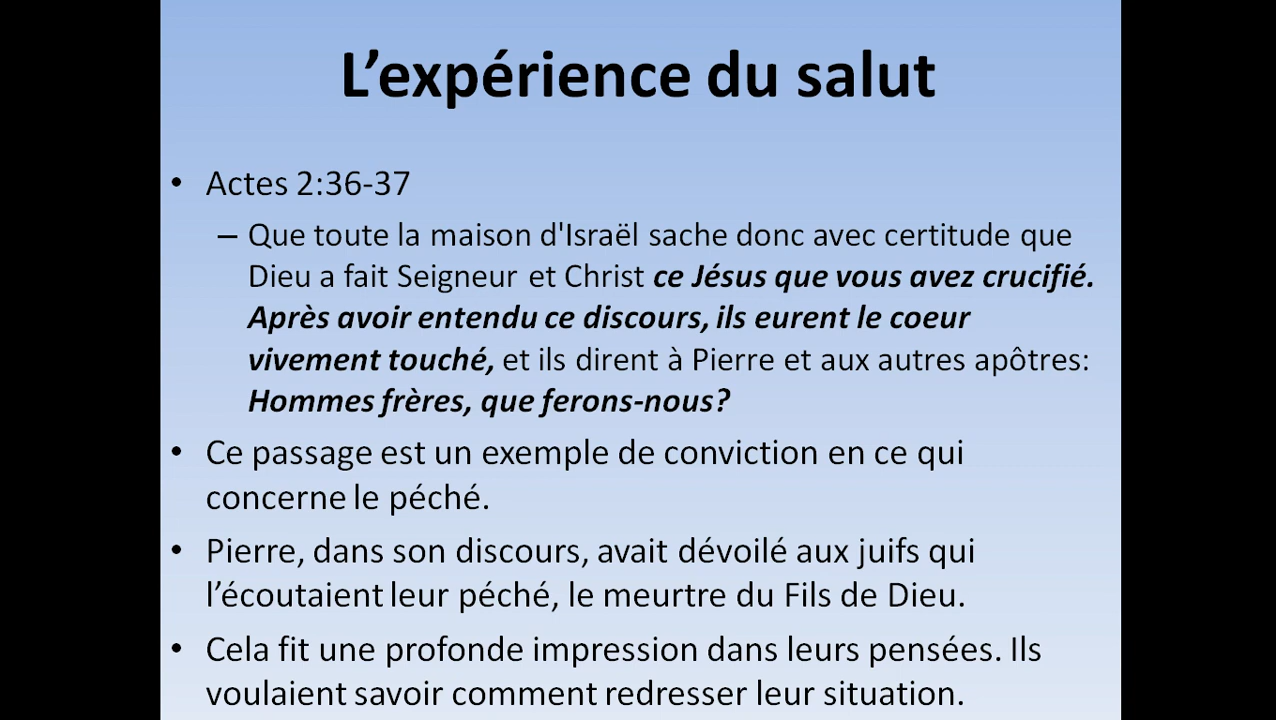 L’expérience du salut
• Actes 2:36-37
– Que toute la maison d'Israël sache donc avec certitude que
Dieu a fait Seigneur et Christ ce Jésus que vous avez crucifié.
Après avoir entendu ce discours, ils eurent le coeur
vivement touché, et ils dirent à Pierre et aux autres apôtres:
Hommes frères, que ferons-nous?
• Ce passage est un exemple de conviction en ce qui
concerne le péché.
• Pierre, dans son discours, avait dévoilé aux juifs qui
l’écoutaient leur péché, le meurtre du Fils de Dieu.
• Cela fit une profonde impression dans leurs pensées. Ils
voulaient savoir comment redresser leur situation.